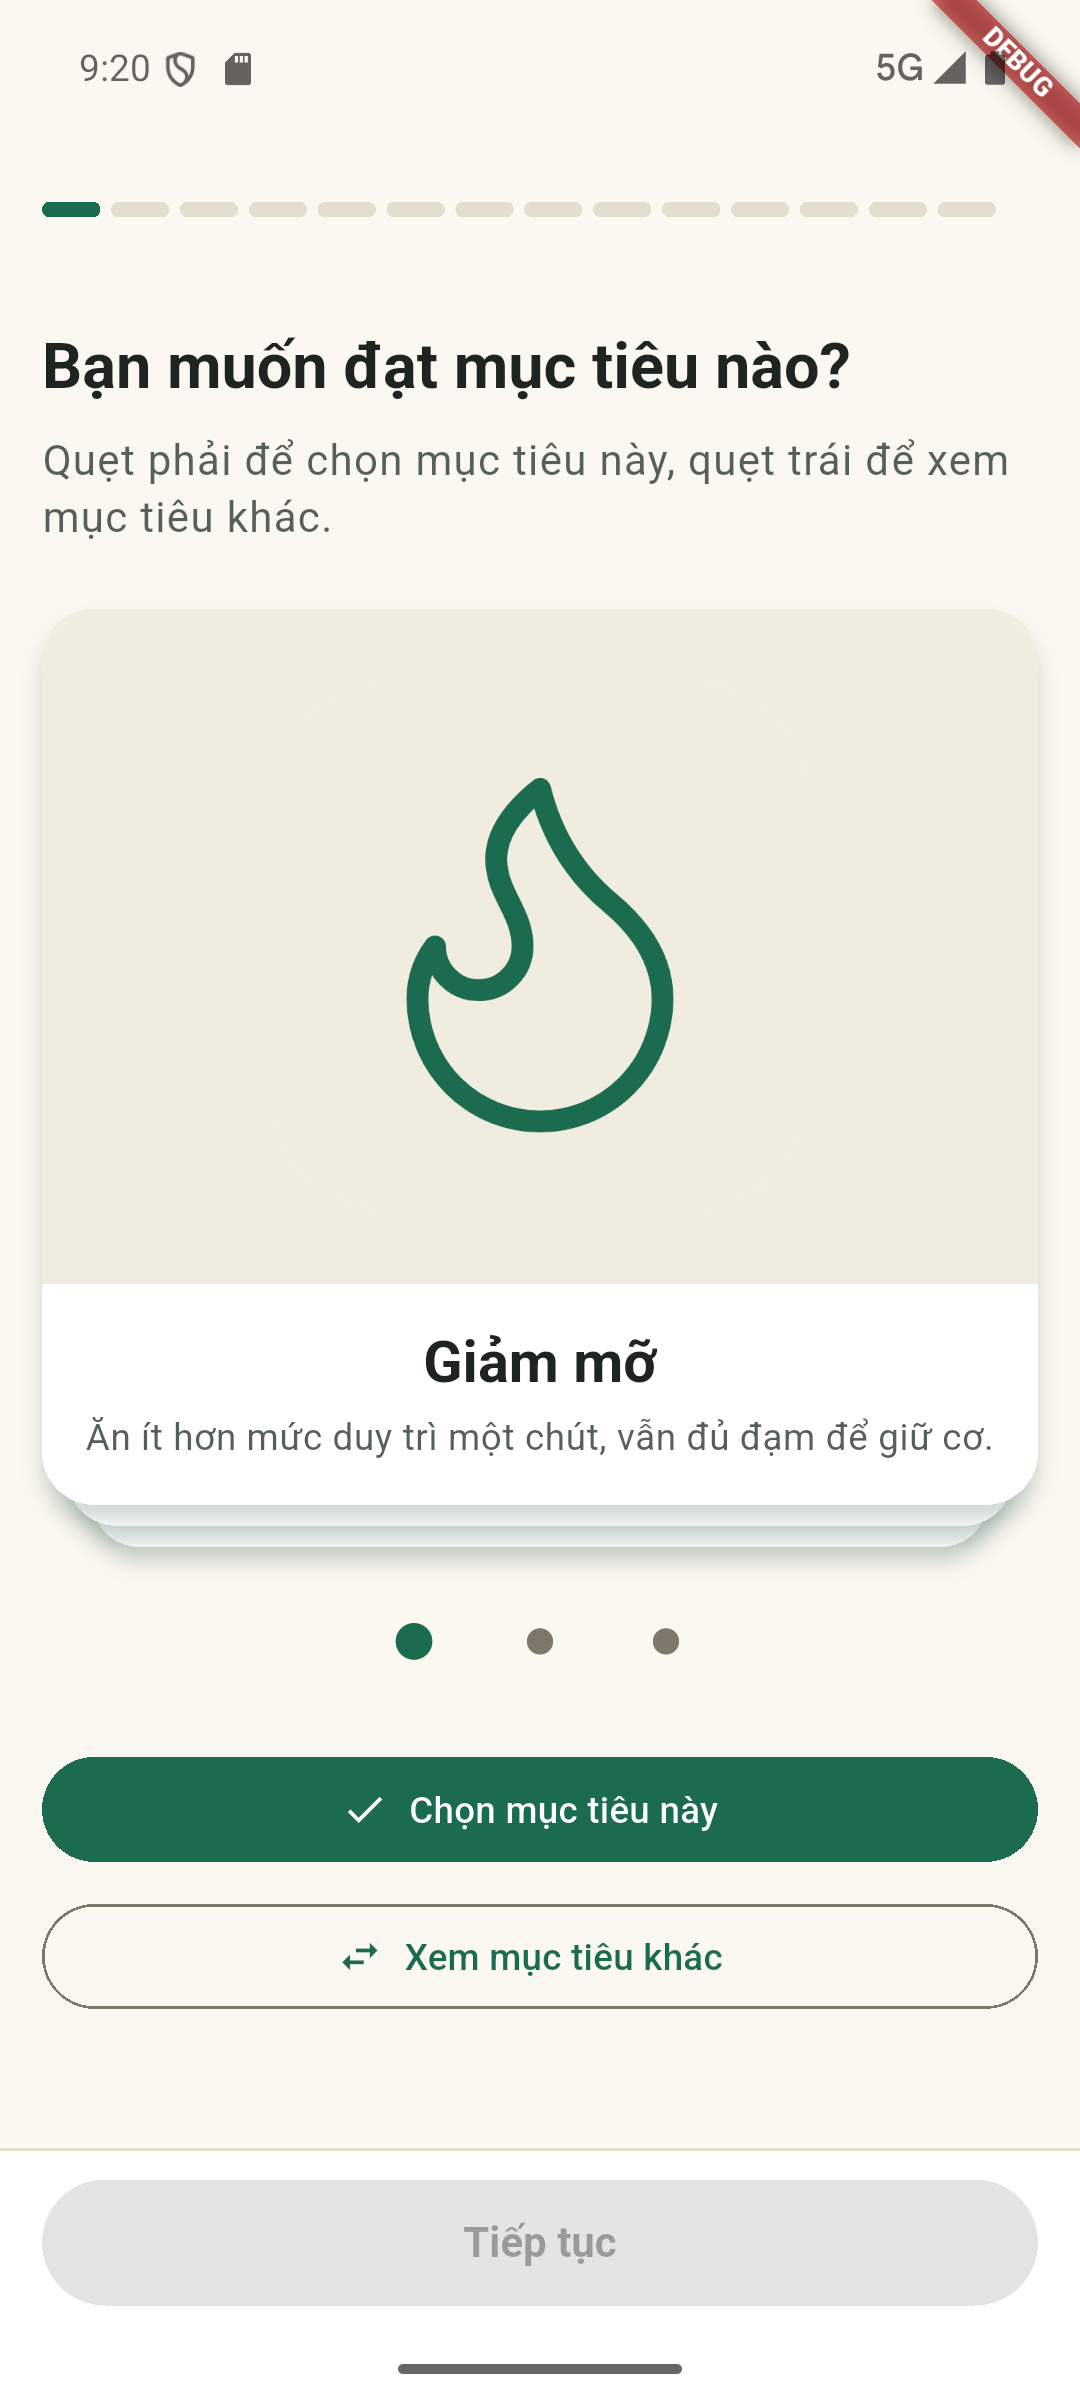 9:20
5G
DEBUG
Bạn muốn đạt mục tiêu nào?
Quẹt phải để chọn mục tiêu này, quẹt trái để xem
mục tiêu khác.
Giảm mỡ
Ăn ít hơn mức duy trì một chút, vẫn đủ đạm để giữ cơ.
Chọn mục tiêu này
Xem mục tiêu khác
Tiếp tục